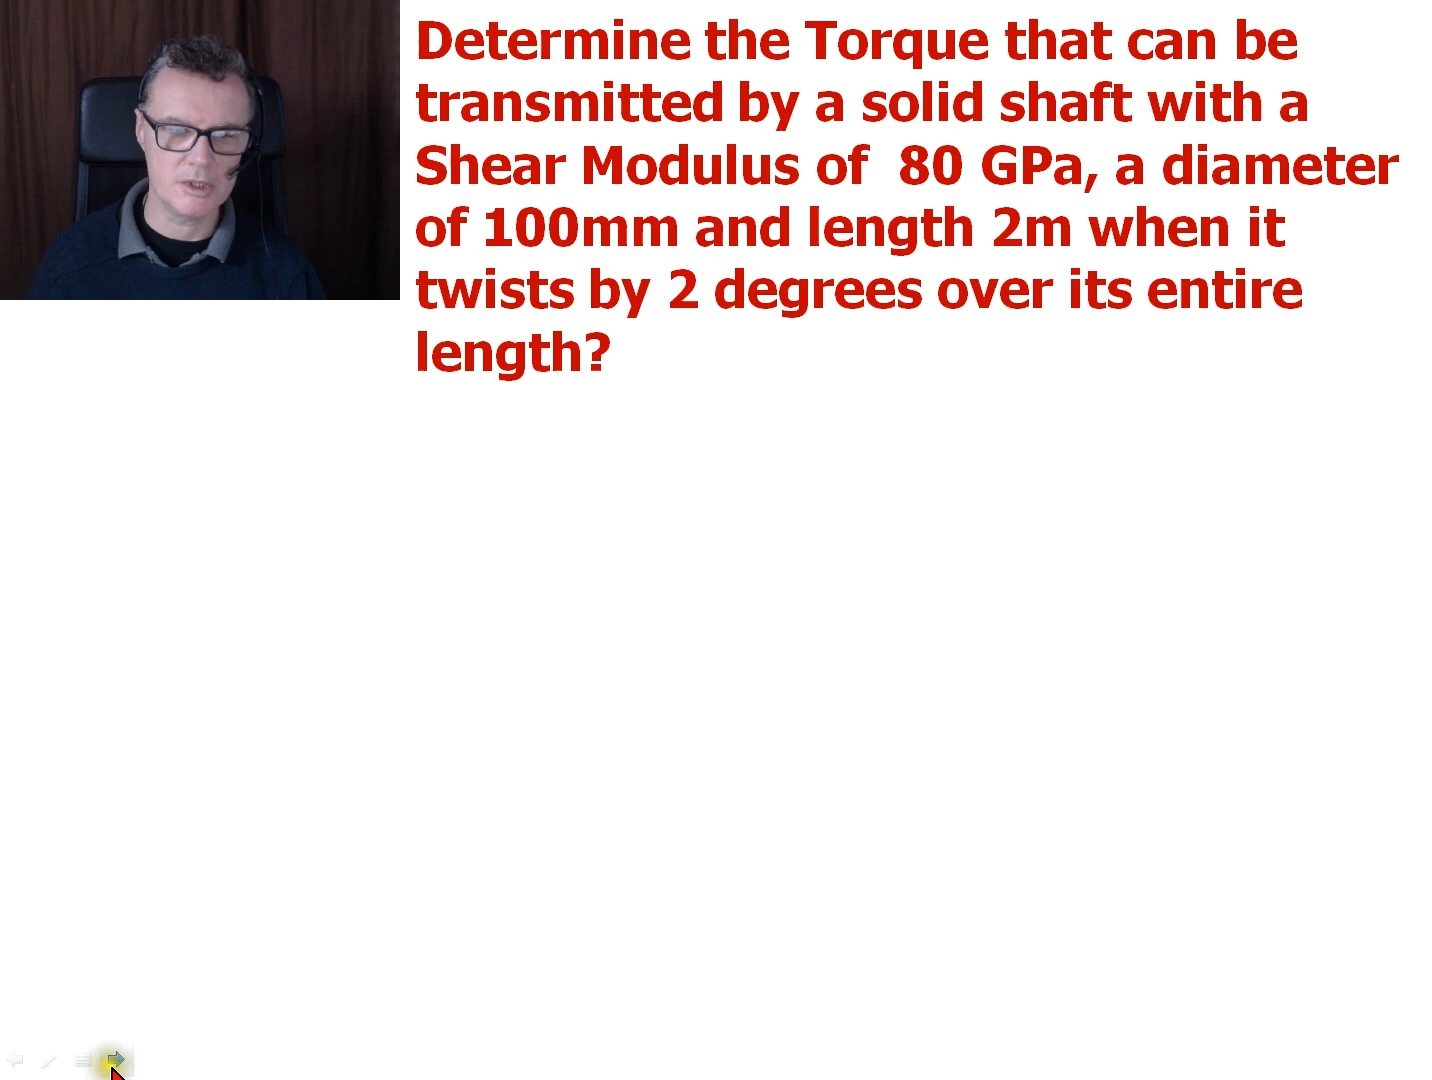 Determine the Torque that can be
transmitted by a solid shaft with a
Shear Modulus of  80 GPa, a diameter
of 100mm and length 2m when it
twists by 2 degrees over its entire
length?